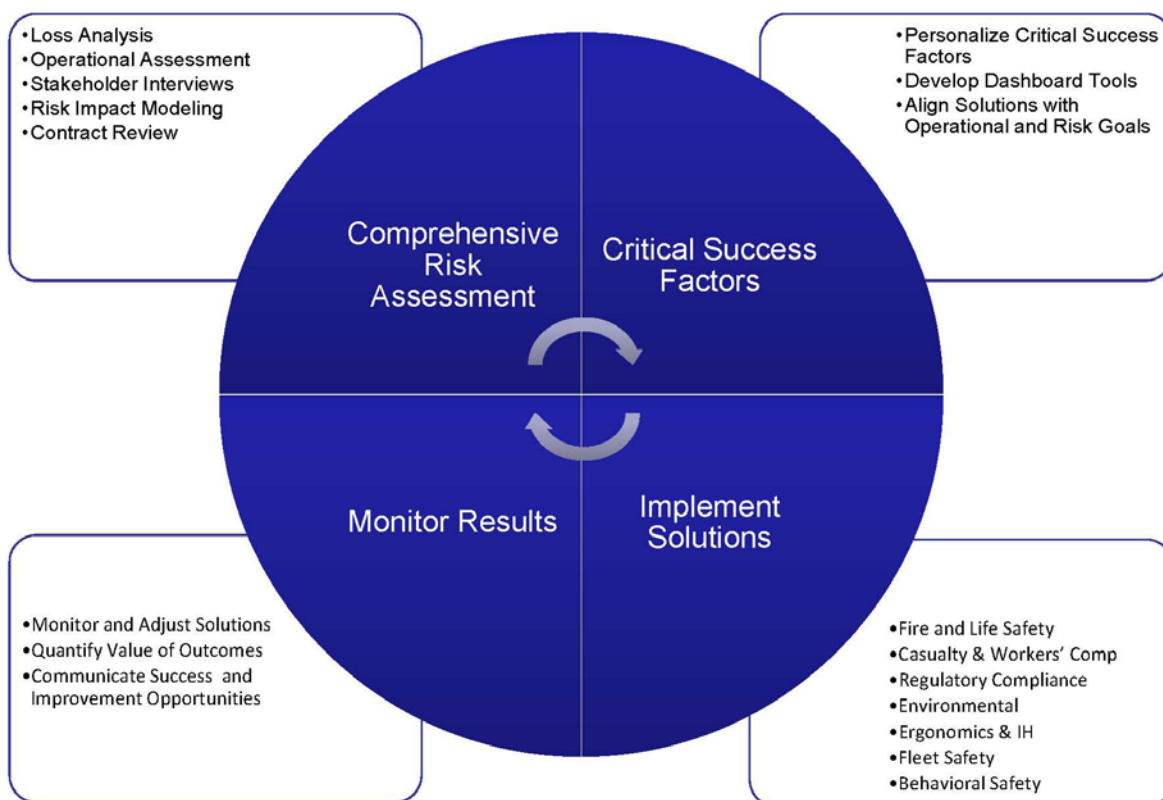 •Loss Analysis
•Operational Assessment
•Stakeholder Interviews
•Risk Impact Modeling
•Contract Review
•Personalize Critical Success
Factors
•Develop Dashboard Tools
•Align Solutions with
Operational and Risk Goals
Comprehensive
Risk
Assessment
Critical Success
Factors
Monitor Results
Implement
Solutions
•Monitor and Adjust Solutions
•Quantify Value of Outcomes
•Communicate Success and
Improvement Opportunities
•Fire and Life Safety
•Casualty & Workers’ Comp
•Regulatory Compliance
•Environmental
•Ergonomics & IH
•Fleet Safety
•Behavioral Safety